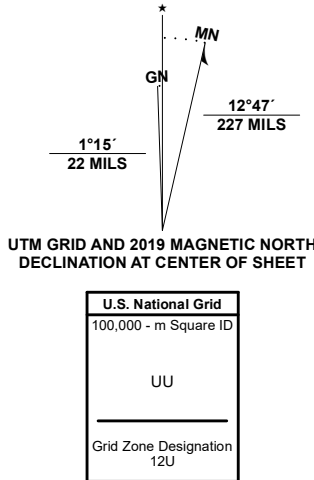 ★
MN
GN
12°47´
227 MILS
1°15´
22 MILS
UTM GRID AND 2019 MAGNETIC NORTH
DECLINATION AT CENTER OF SHEET
U.S. National Grid
100,000 - m Square ID
UU
Grid Zone Designation
12U